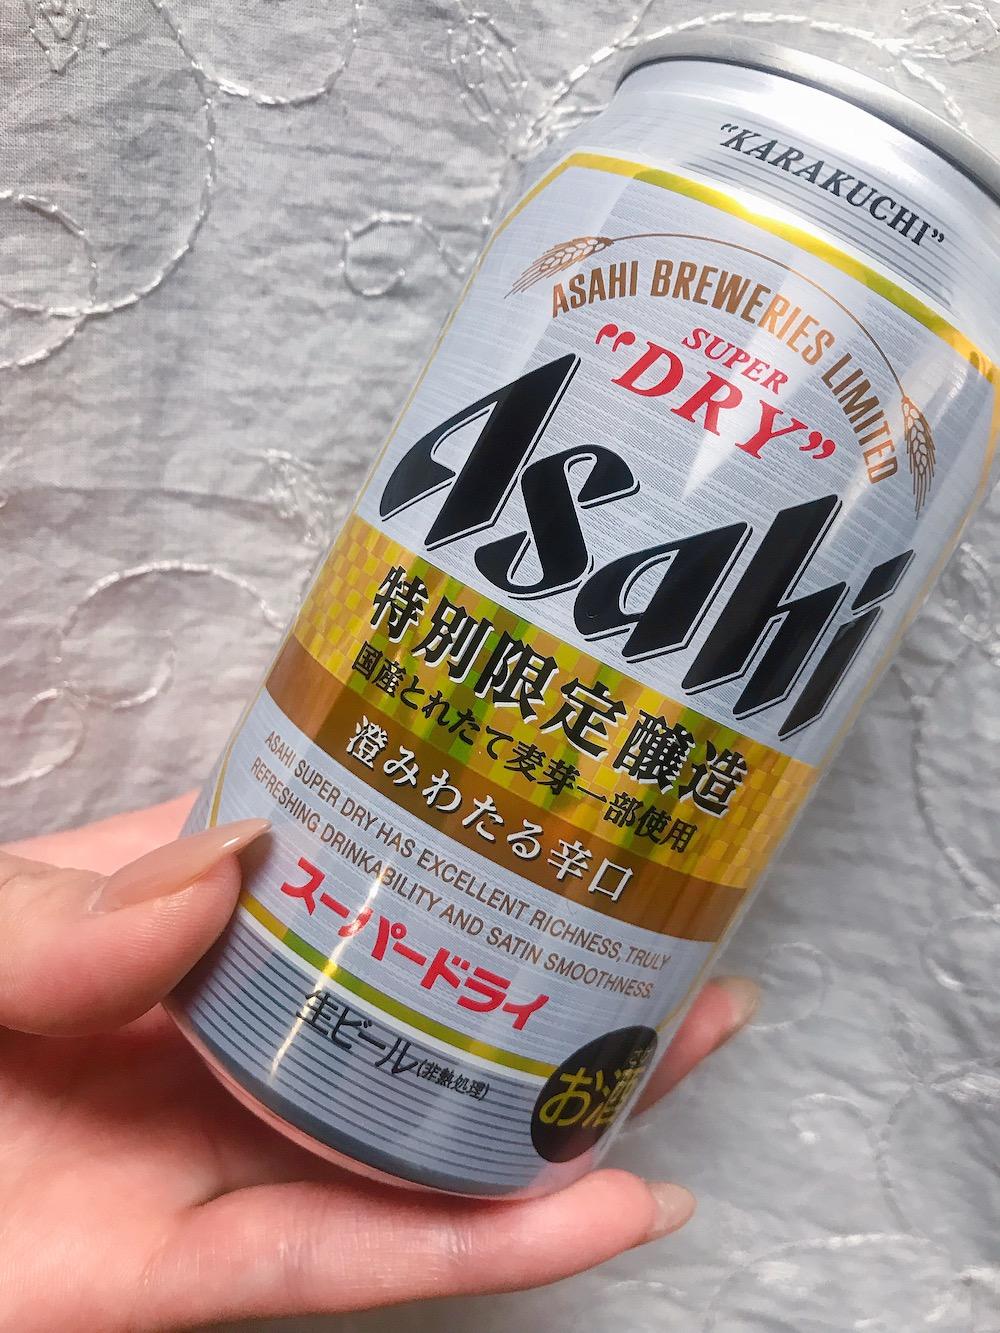 "KARAKUCHI"
ASAHI BREWERIES LIMITED
SUPER
"DRY"
Asahi
特別限定醸造
国産とれたて麦芽一部使用
澄みわたる辛口
ASAHI SUPER DRY HAS EXCELLENT RICHNESS, TRULY
REFRESHING DRINKABILITY AND SATIN SMOOTHNESS.
スーパードライ
生ビール(非熱処理)
お酒